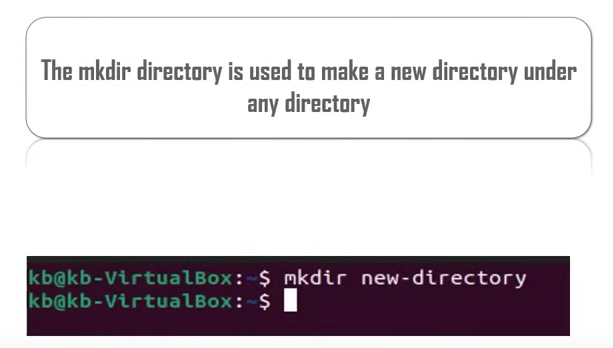 The mkdir directory is used to make a new directory under
any directory
kb@kb-VirtualBox:~$ mkdir new-directory
kb@kb-VirtualBox:~$